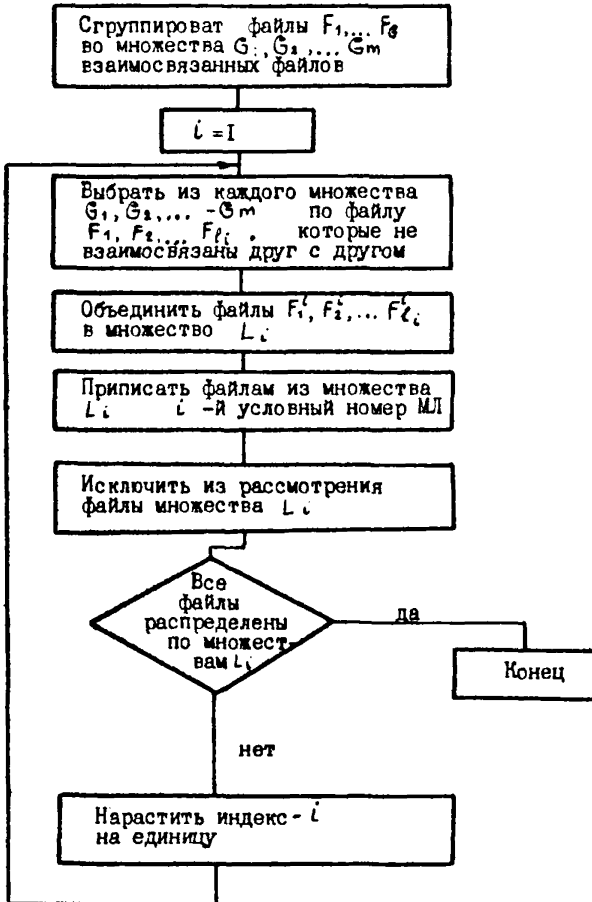 Сгруппироват файлы F₁,... Fₛ
во множества G₁, G₂,... Gm
взаимосвязанных файлов
i = I
Выбрать из каждого множества
G₁, G₂,... -Gm по файлу
F₁, F₂,... Fℓᵢ . которые не
взаимосвязаны друг с другом
Объединить файлы F₁ⁱ, F₂ⁱ,... Fℓᵢⁱ
в множество Lᵢ
Приписать файлам из множества
Lᵢ i -й условный номер МЛ
Исключить из рассмотрения
файлы множества Lᵢ
Все
файлы
распределены
по множест-
вам Lᵢ
да
Конец
нет
Нарастить индекс- i
на единицу